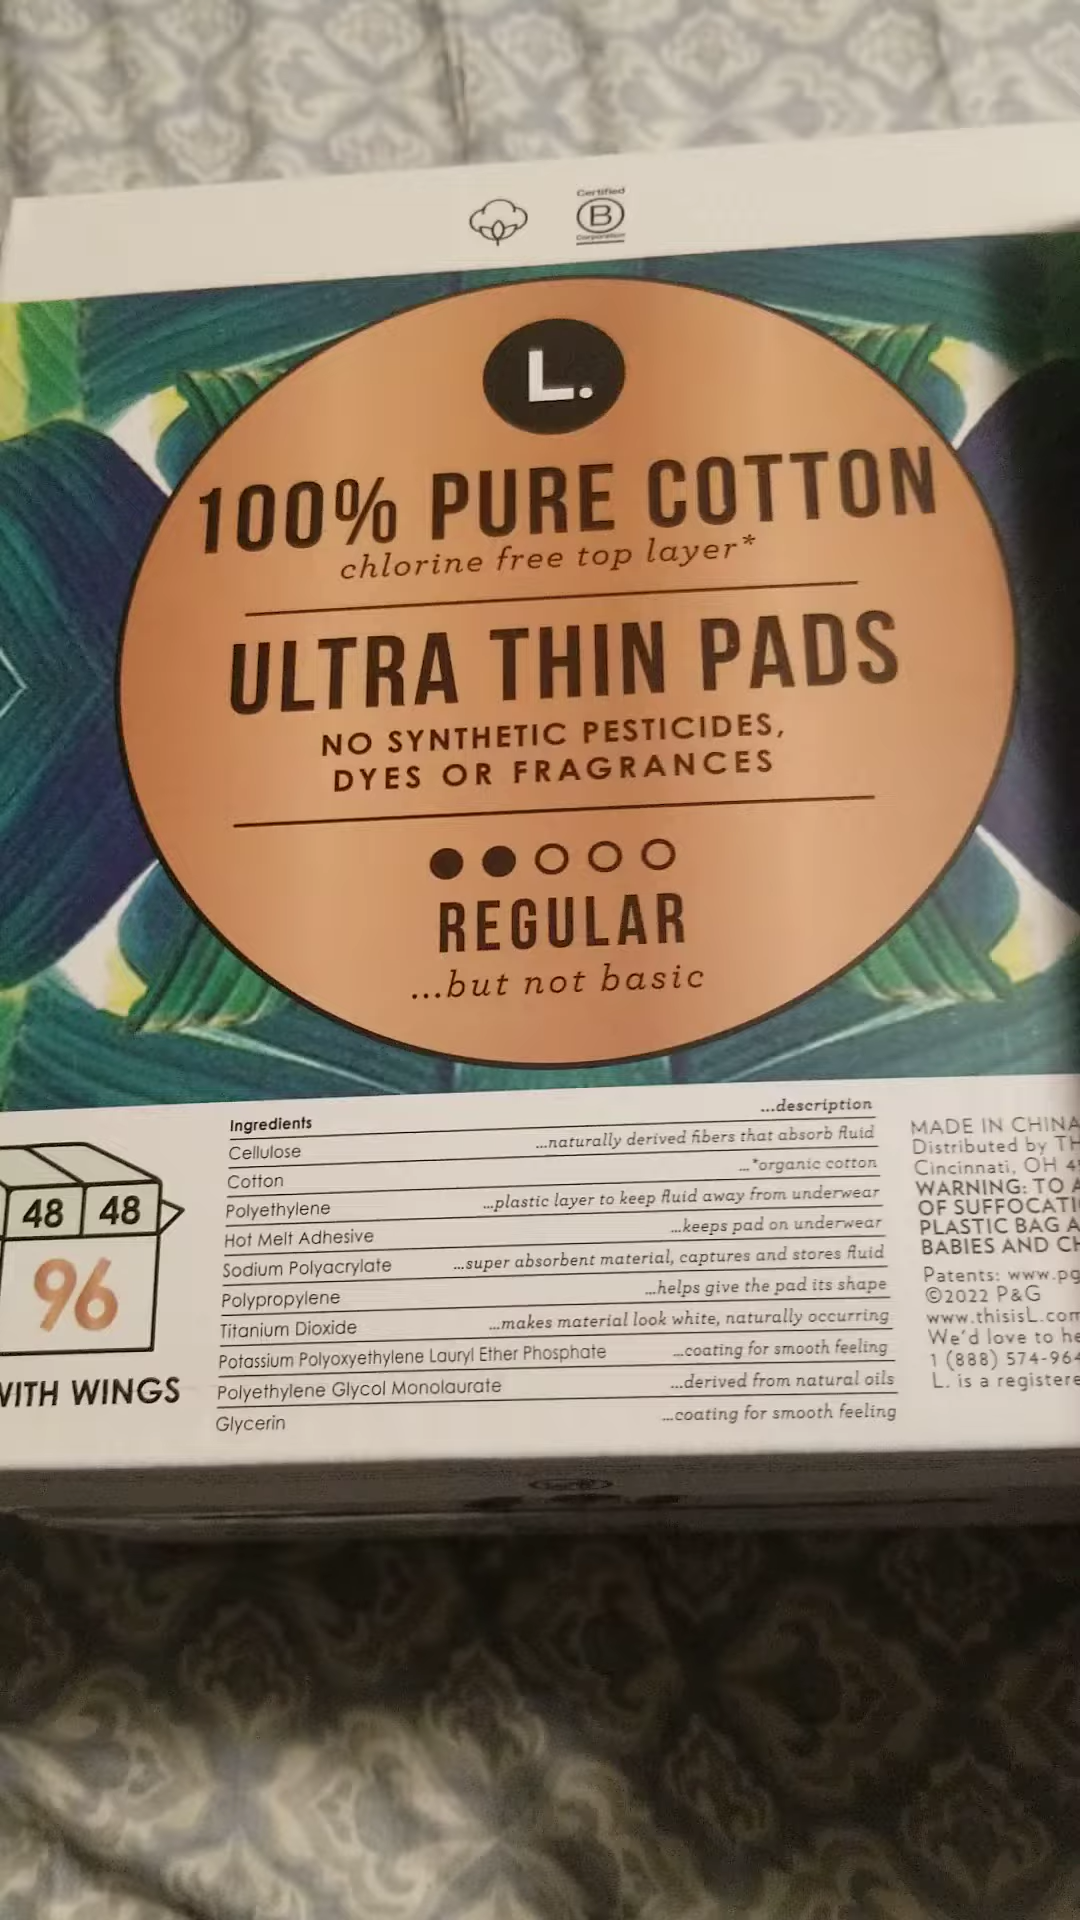 Certified
B
Corporation
L.
100% PURE COTTON
chlorine free top layer*
ULTRA THIN PADS
NO SYNTHETIC PESTICIDES,
DYES OR FRAGRANCES
REGULAR
...but not basic
48 48
96
WITH WINGS
Ingredients ...description
Cellulose ...naturally derived fibers that absorb fluid
Cotton ...*organic cotton
Polyethylene ...plastic layer to keep fluid away from underwear
Hot Melt Adhesive ...keeps pad on underwear
Sodium Polyacrylate ...super absorbent material, captures and stores fluid
Polypropylene ...helps give the pad its shape
Titanium Dioxide ...makes material look white, naturally occurring
Potassium Polyoxyethylene Lauryl Ether Phosphate ...coating for smooth feeling
Polyethylene Glycol Monolaurate ...derived from natural oils
Glycerin ...coating for smooth feeling
MADE IN CHINA
Distributed by
Cincinnati, OH
WARNING: TO
OF
PLASTIC BAG
BABIES AND
Patents:
©2022 P&G
We'd love to
1 (888)
L. is a